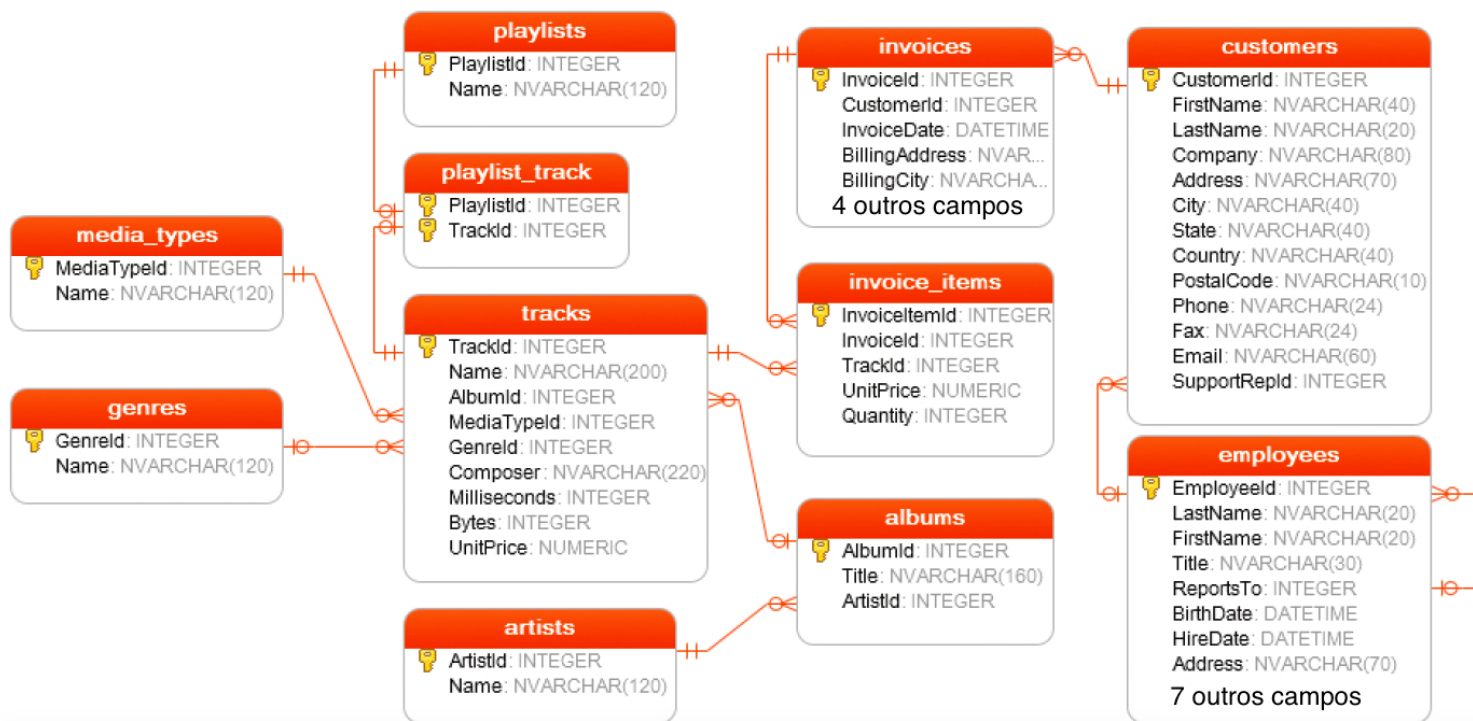 playlists
PlaylistId: INTEGER
Name: NVARCHAR(120)
playlist_track
PlaylistId: INTEGER
TrackId: INTEGER
media_types
MediaTypeId: INTEGER
Name: NVARCHAR(120)
genres
GenreId: INTEGER
Name: NVARCHAR(120)
tracks
TrackId: INTEGER
Name: NVARCHAR(200)
AlbumId: INTEGER
MediaTypeId: INTEGER
GenreId: INTEGER
Composer: NVARCHAR(220)
Milliseconds: INTEGER
Bytes: INTEGER
UnitPrice: NUMERIC
artists
ArtistId: INTEGER
Name: NVARCHAR(120)
invoices
InvoiceId: INTEGER
CustomerId: INTEGER
InvoiceDate: DATETIME
BillingAddress: NVAR...
BillingCity: NVARCHA...
4 outros campos
invoice_items
InvoiceItemId: INTEGER
InvoiceId: INTEGER
TrackId: INTEGER
UnitPrice: NUMERIC
Quantity: INTEGER
albums
AlbumId: INTEGER
Title: NVARCHAR(160)
ArtistId: INTEGER
customers
CustomerId: INTEGER
FirstName: NVARCHAR(40)
LastName: NVARCHAR(20)
Company: NVARCHAR(80)
Address: NVARCHAR(70)
City: NVARCHAR(40)
State: NVARCHAR(40)
Country: NVARCHAR(40)
PostalCode: NVARCHAR(10)
Phone: NVARCHAR(24)
Fax: NVARCHAR(24)
Email: NVARCHAR(60)
SupportRepId: INTEGER
employees
EmployeeId: INTEGER
LastName: NVARCHAR(20)
FirstName: NVARCHAR(20)
Title: NVARCHAR(30)
ReportsTo: INTEGER
BirthDate: DATETIME
HireDate: DATETIME
Address: NVARCHAR(70)
7 outros campos